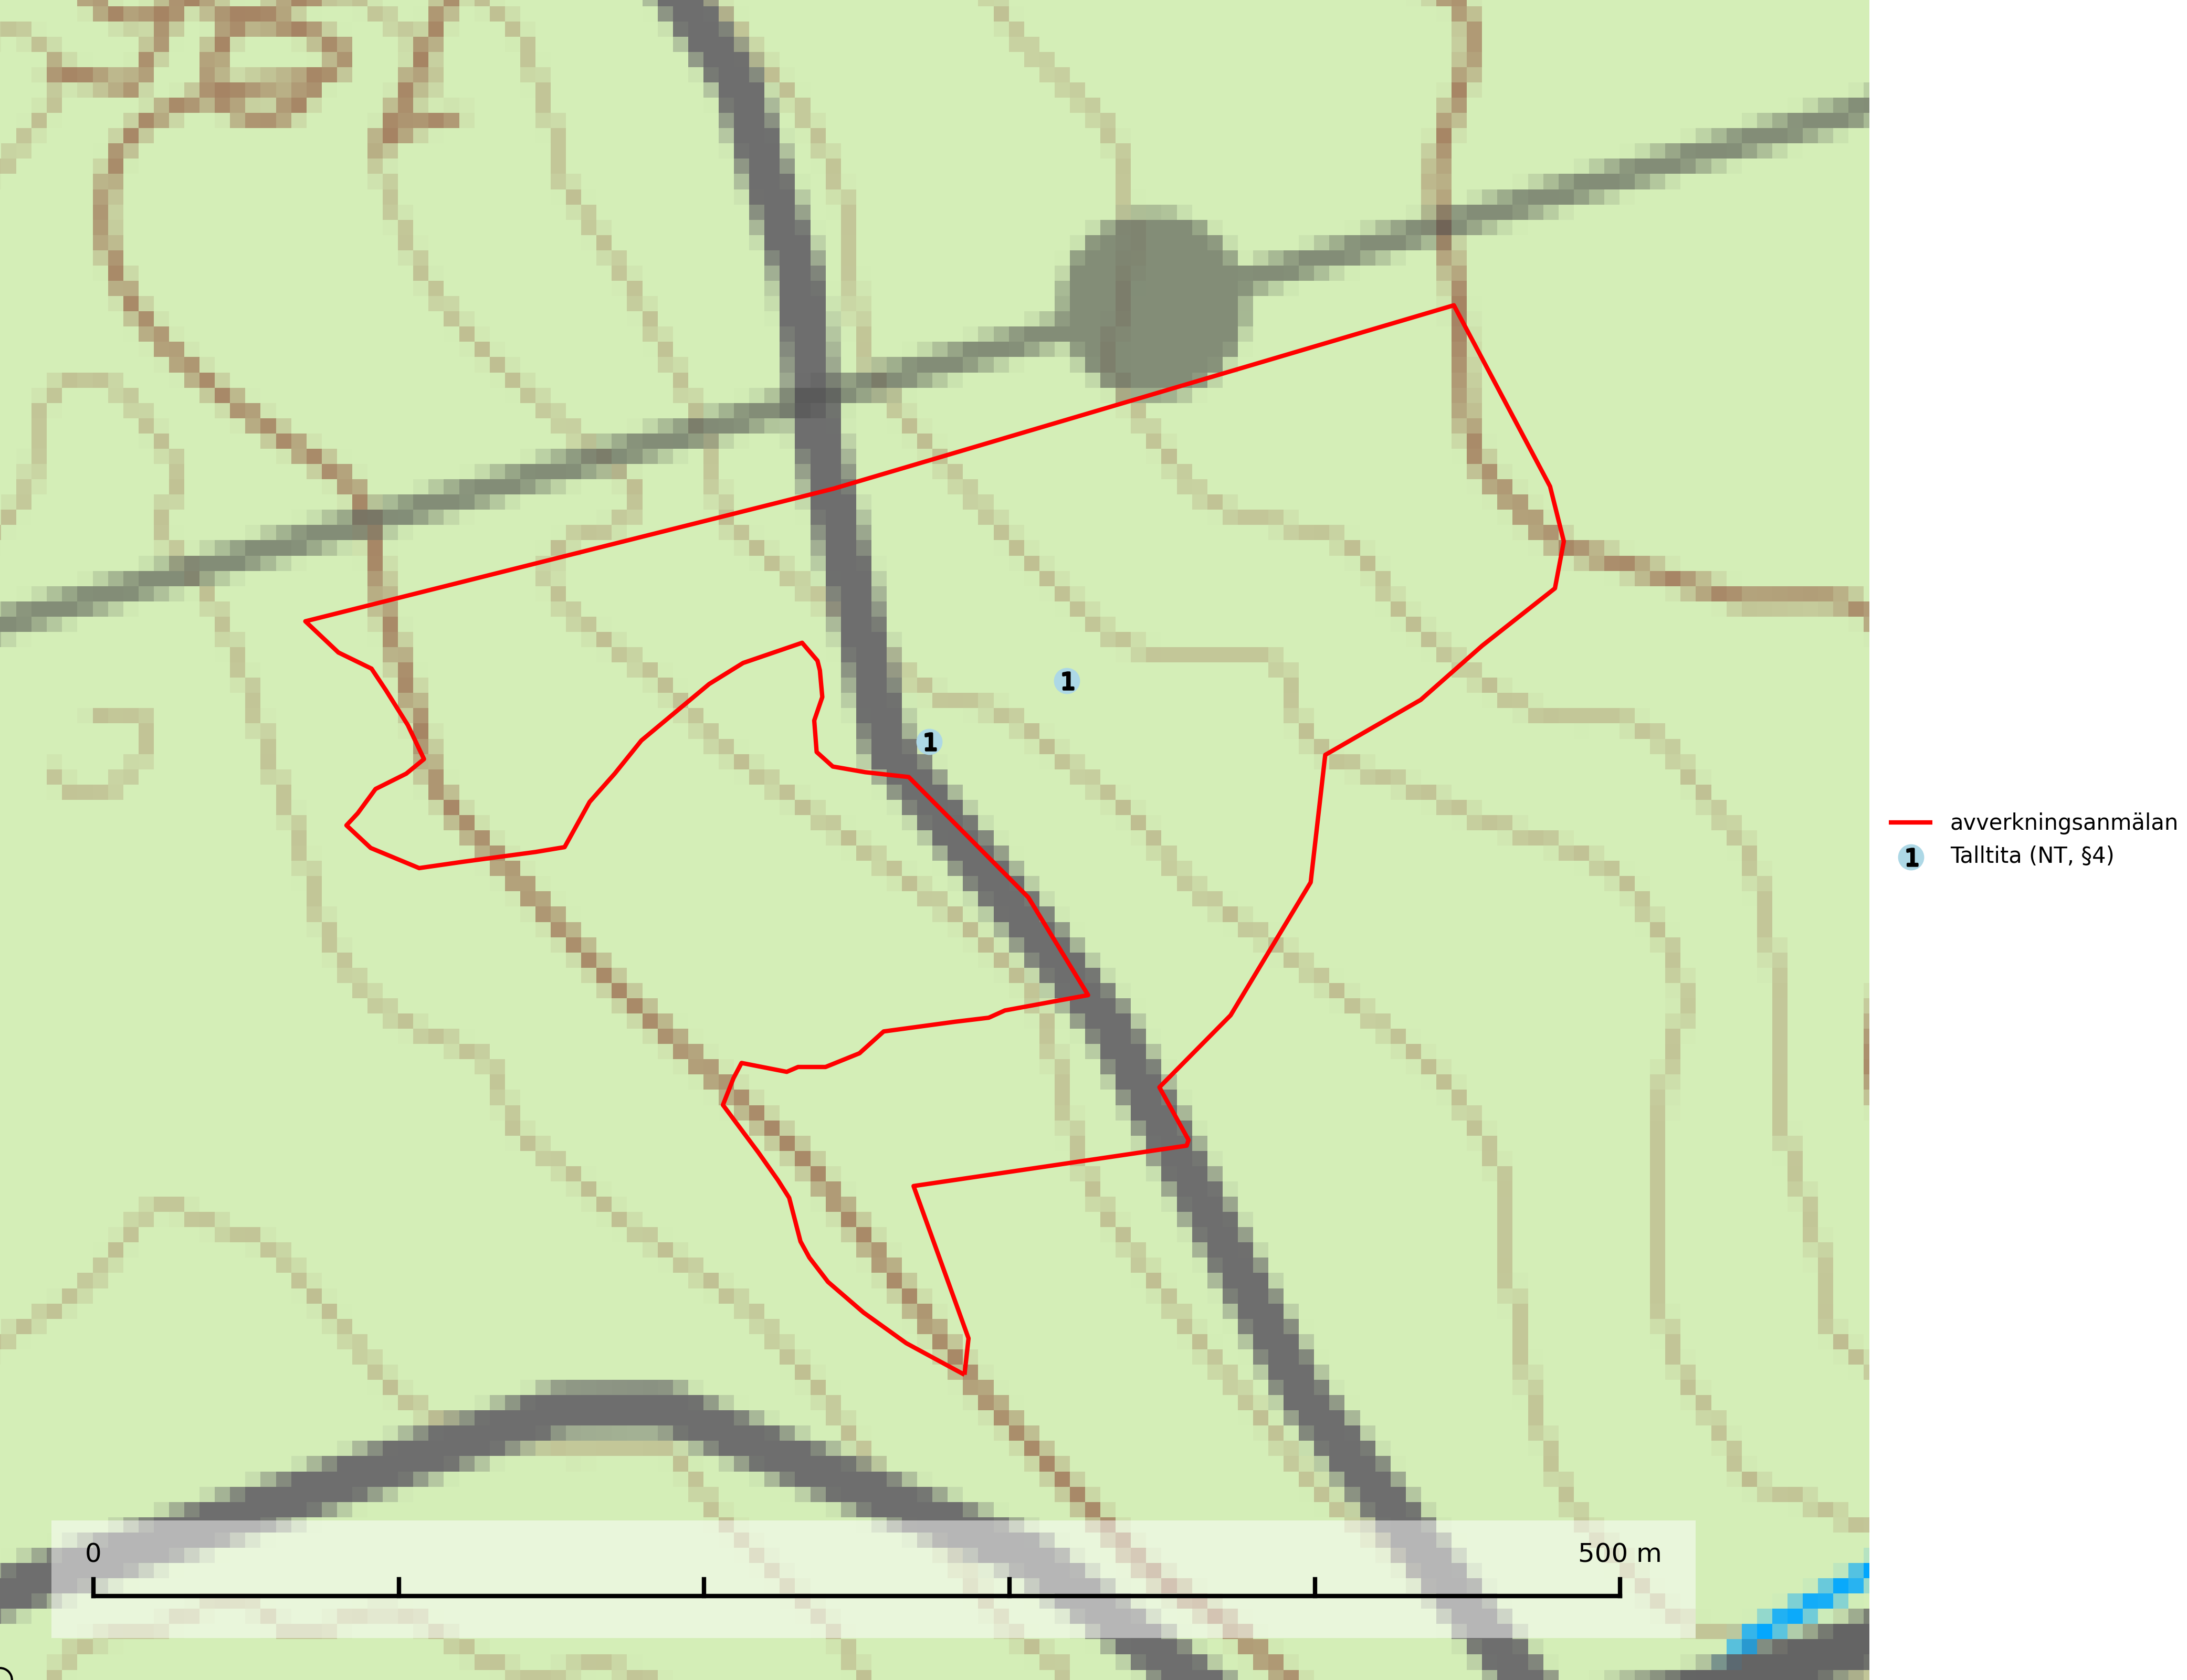 1
1
avverkningsanmälan
1 Talltita (NT, §4)
0 500 m